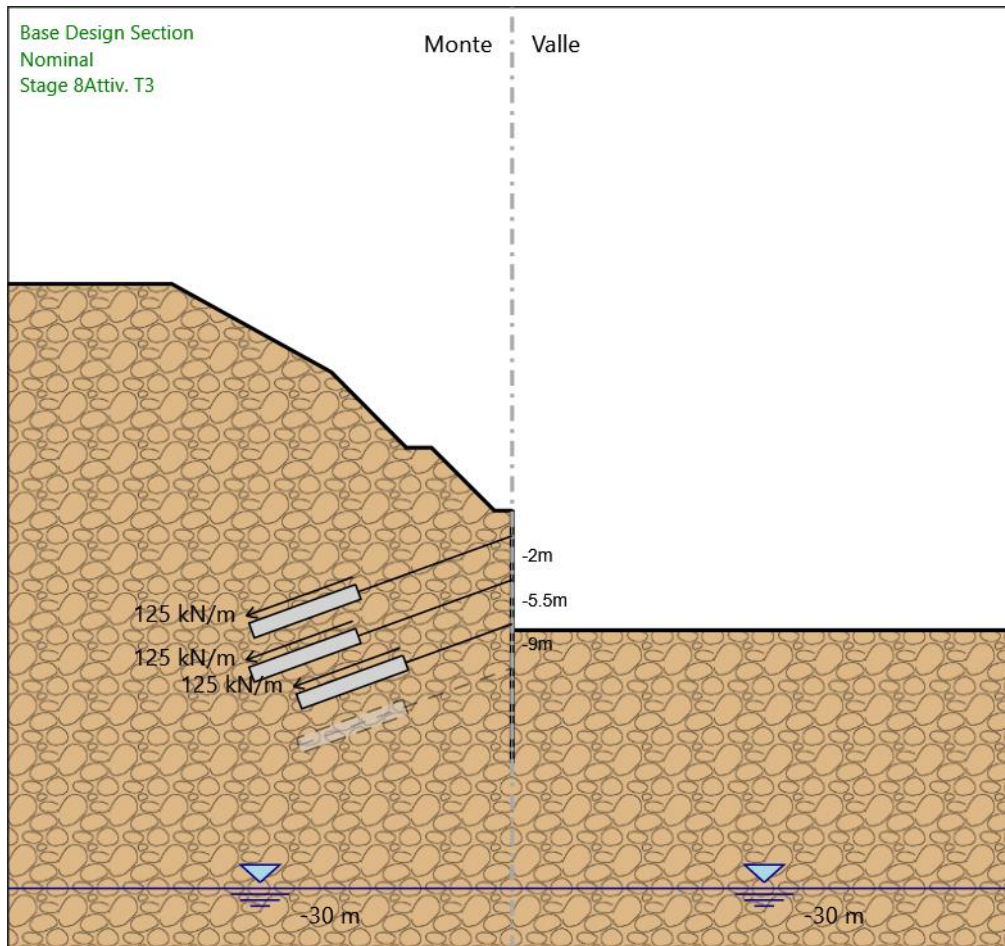 Base Design Section
Nominal
Stage 8Attiv. T3
Monte
Valle
-2m
-5.5m
-9m
125 kN/m
125 kN/m
125 kN/m
-30 m
-30 m